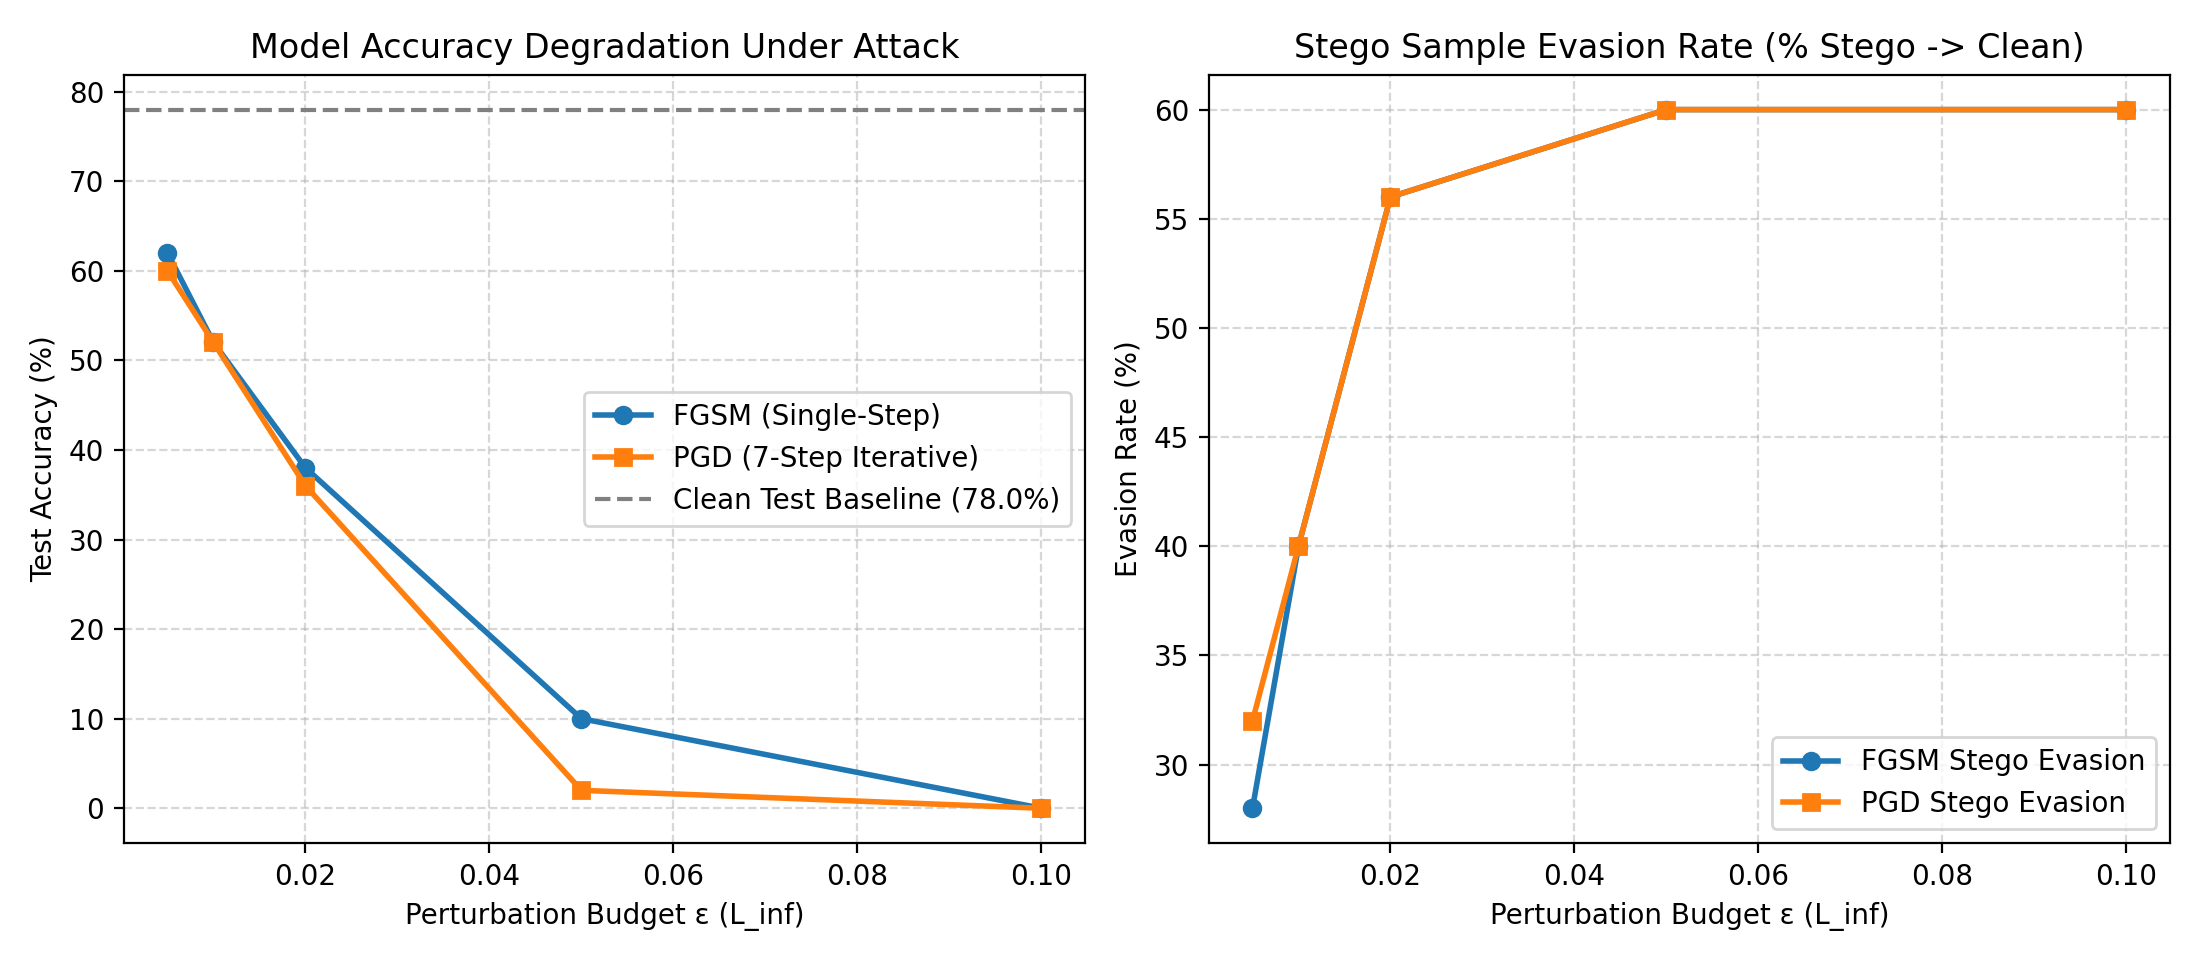 Model Accuracy Degradation Under Attack
80
70
60
50
40
30
20
10
0
Test Accuracy (%)
FGSM (Single-Step)
PGD (7-Step Iterative)
Clean Test Baseline (78.0%)
0.02 0.04 0.06 0.08 0.10
Perturbation Budget ε (L_inf)
Stego Sample Evasion Rate (% Stego -> Clean)
60
55
50
45
40
35
30
Evasion Rate (%)
FGSM Stego Evasion
PGD Stego Evasion
0.02 0.04 0.06 0.08 0.10
Perturbation Budget ε (L_inf)